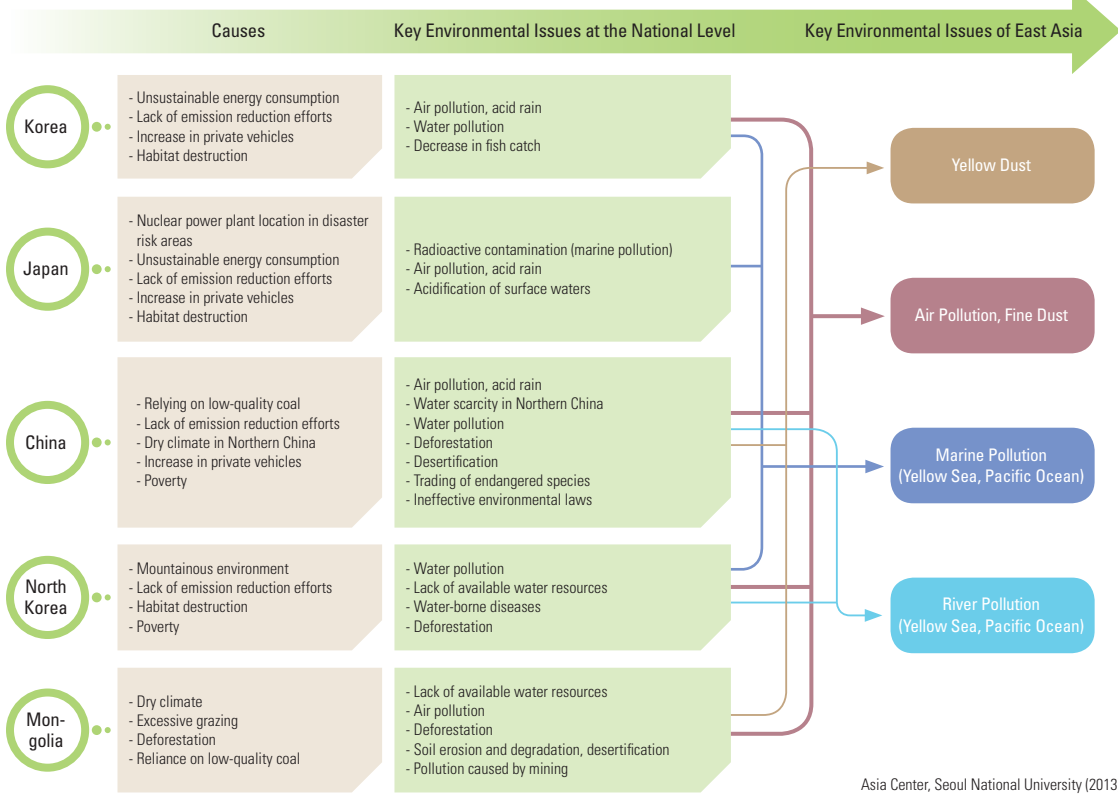 Causes
Key Environmental Issues at the National Level
Key Environmental Issues of East Asia
Korea
- Unsustainable energy consumption
- Lack of emission reduction efforts
- Increase in private vehicles
- Habitat destruction
- Air pollution, acid rain
- Water pollution
- Decrease in fish catch
Japan
- Nuclear power plant location in disaster
risk areas
- Unsustainable energy consumption
- Lack of emission reduction efforts
- Increase in private vehicles
- Habitat destruction
- Radioactive contamination (marine pollution)
- Air pollution, acid rain
- Acidification of surface waters
China
- Relying on low-quality coal
- Lack of emission reduction efforts
- Dry climate in Northern China
- Increase in private vehicles
- Poverty
- Air pollution, acid rain
- Water scarcity in Northern China
- Water pollution
- Deforestation
- Desertification
- Trading of endangered species
- Ineffective environmental laws
North
Korea
- Mountainous environment
- Lack of emission reduction efforts
- Habitat destruction
- Poverty
- Water pollution
- Lack of available water resources
- Water-borne diseases
- Deforestation
Mon-
golia
- Dry climate
- Excessive grazing
- Deforestation
- Reliance on low-quality coal
- Lack of available water resources
- Air pollution
- Deforestation
- Soil erosion and degradation, desertification
- Pollution caused by mining
Yellow Dust
Air Pollution, Fine Dust
Marine Pollution
(Yellow Sea, Pacific Ocean)
River Pollution
(Yellow Sea, Pacific Ocean)
Asia Center, Seoul National University (2013